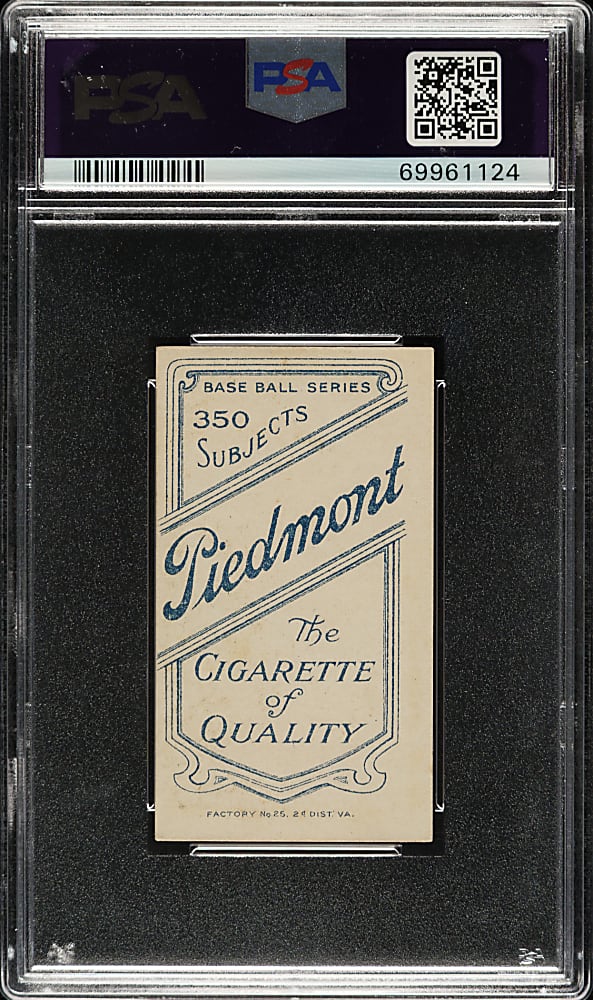 PSA
PSA
69961124
BASE BALL SERIES
350
SUBJECTS
Piedmont
The
CIGARETTE
of
QUALITY
FACTORY No 25. 2d DIST. VA.